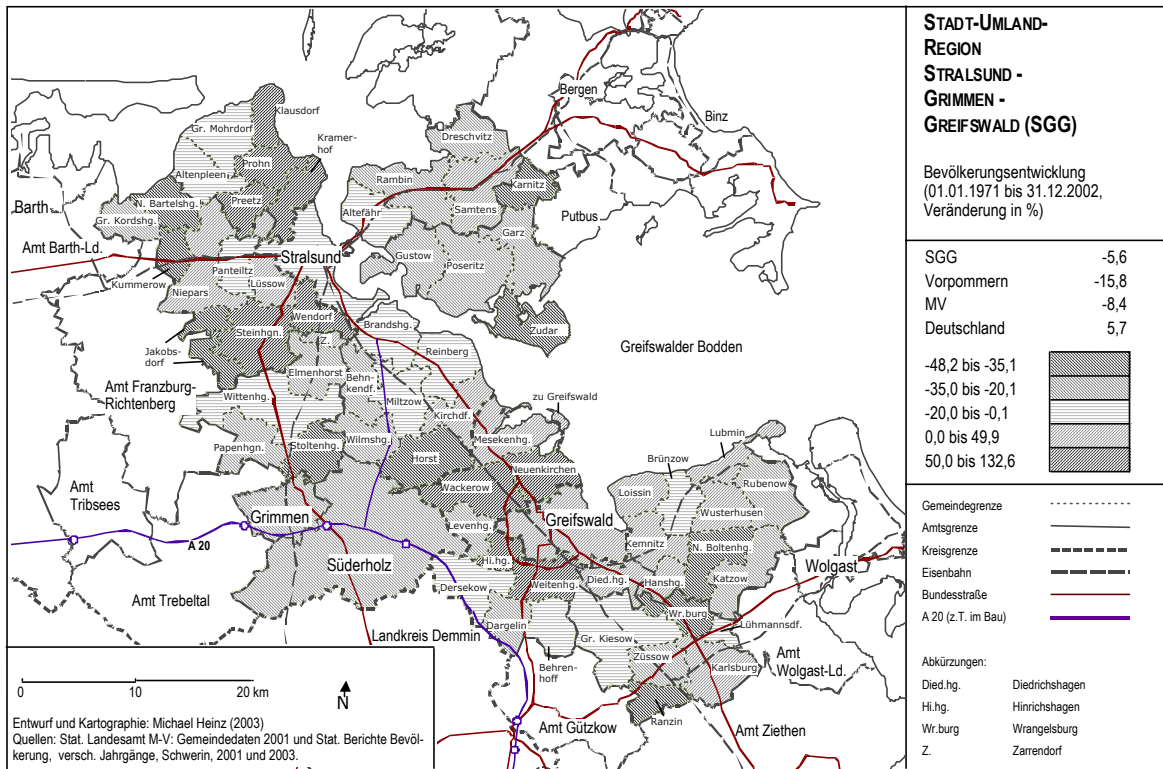 STADT-UMLAND-
REGION
STRALSUND -
GRIMMEN -
GREIFSWALD (SGG)
Bevölkerungsentwicklung
(01.01.1971 bis 31.12.2002,
Veränderung in %)
SGG -5,6
Vorpommern -15,8
MV -8,4
Deutschland 5,7
-48,2 bis -35,1
-35,0 bis -20,1
-20,0 bis -0,1
0,0 bis 49,9
50,0 bis 132,6
Gemeindegrenze
Amtsgrenze
Kreisgrenze
Eisenbahn
Bundesstraße
A 20 (z.T. im Bau)
Abkürzungen:
Died.hg. Diedrichshagen
Hi.hg. Hinrichshagen
Wr.burg Wrangelsburg
Z. Zarrendorf
Klausdorf
Gr. Mohrdorf
Kramer-
hof
Prohn
Altenpleen
Preetz
N. Bartelshg.
Gr. Kordshg.
Barth
Amt Barth-Ld.
Stralsund
Panteiltz
Kummerow
Niepars
Lüssow
Wendorf
Steinhgn.
Z.
Jakobs-
dorf
Amt Franzburg-
Richtenberg
Elmenhorst
Behn-
kendf.
Brandshg.
Reinberg
Miltzow
Wittenhg.
Kirchdf.
Papenhgn.
Stoltenhg.
Wilmshg.
Horst
Mesekenhg.
zu Greifswald
Neuenkirchen
Wackerow
Amt
Tribsees
Grimmen
A 20
Levenhg.
Greifswald
Süderholz
Hi.hg.
Amt Trebeltal
Dersekow
Weitenhg.
Died.hg.
Hanshg.
Kemnitz
Landkreis Demmin
Dargelin
Behren-
hoff
Gr. Kiesow
Wr.burg
Lühmannsdf.
Züssow
Karlsburg
Ranzin
Amt Gützkow
Amt Ziethen
Amt
Wolgast-Ld.
Wolgast
Katzow
N. Boltenhg.
Wusterhusen
Rubenow
Loissin
Brünzow
Lubmin
Greifswalder Bodden
Bergen
Binz
Putbus
Dreschvitz
Rambin
Karnitz
Samtens
Altefähr
Garz
Gustow
Poseritz
Zudar
0 10 20 km
N
Entwurf und Kartographie: Michael Heinz (2003)
Quellen: Stat. Landesamt M-V: Gemeindedaten 2001 und Stat. Berichte Bevöl-
kerung, versch. Jahrgänge, Schwerin, 2001 und 2003.